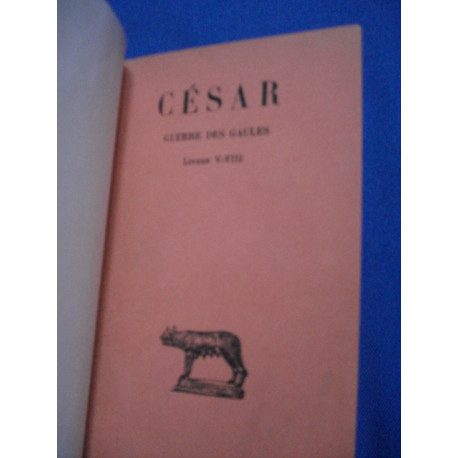 CÉSAR
GUERRE DES GAULES
Livres V-VIII